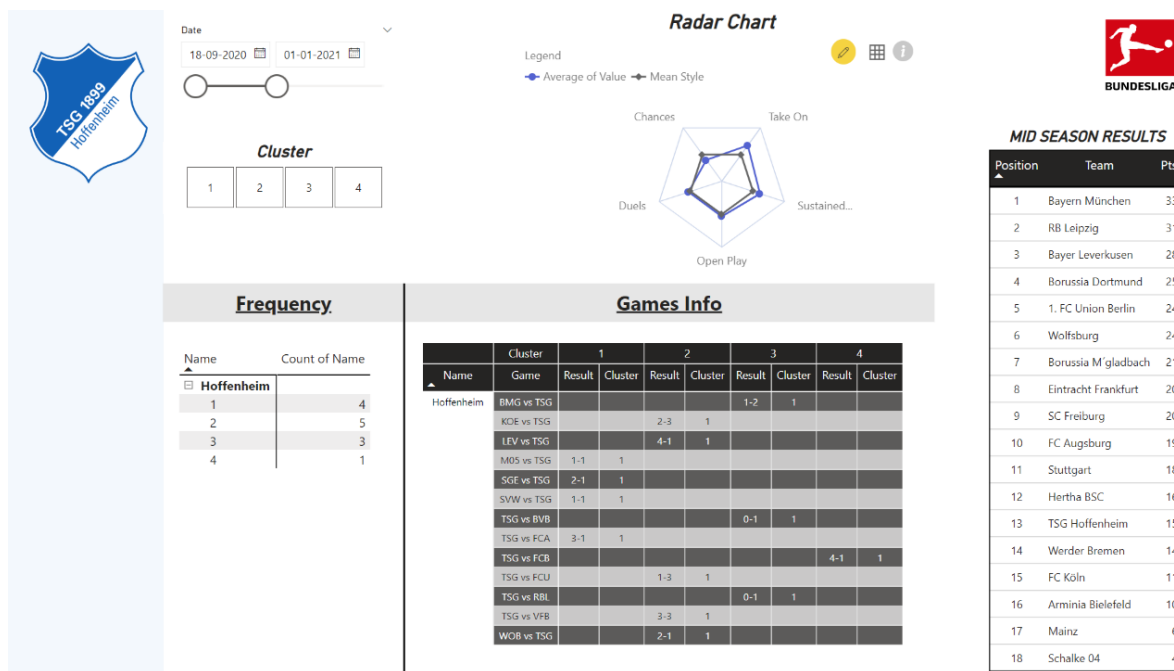 TSG 1899
Hoffenheim
Date
18-09-2020 01-01-2021
Cluster
1 2 3 4
Radar Chart
Legend
Average of Value Mean Style
Chances Take On
Duels Sustained...
Open Play
BUNDESLIGA
MID SEASON RESULTS
Position Team
1 Bayern München
2 RB Leipzig
3 Bayer Leverkusen
4 Borussia Dortmund
5 1. FC Union Berlin
6 Wolfsburg
7 Borussia M´gladbach
8 Eintracht Frankfurt
9 SC Freiburg
10 FC Augsburg
11 Stuttgart
12 Hertha BSC
13 TSG Hoffenheim
14 Werder Bremen
15 FC Köln
16 Arminia Bielefeld
17 Mainz
18 Schalke 04
Frequency
Name Count of Name
Hoffenheim
1 4
2 5
3 3
4 1
Games Info
Cluster 1 2 3 4
Name Game Result Cluster Result Cluster Result Cluster Result Cluster
Hoffenheim BMG vs TSG 1-2 1
KOE vs TSG 2-3 1
LEV vs TSG 4-1 1
M05 vs TSG 1-1 1
SGE vs TSG 2-1 1
SVW vs TSG 1-1 1
TSG vs BVB 0-1 1
TSG vs FCA 3-1 1
TSG vs FCB 4-1 1
TSG vs FCU 1-3 1
TSG vs RBL 0-1 1
TSG vs VFB 3-3 1
WOB vs TSG 2-1 1